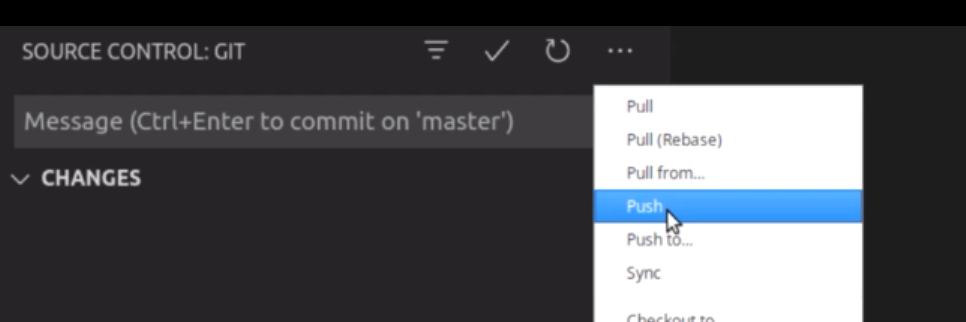 SOURCE CONTROL: GIT
Message (Ctrl+Enter to commit on 'master')
CHANGES
Pull
Pull (Rebase)
Pull from...
Push
Push to...
Sync
Checkout to...